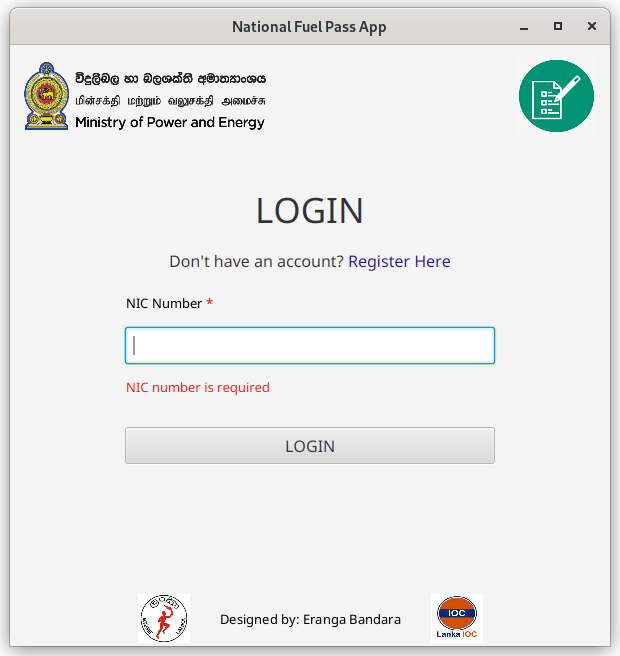 National Fuel Pass App
විදුලිබල හා බලශක්ති අමාත්‍යාංශය
மின்சக்தி மற்றும் வலுசக்தி அமைச்சு
Ministry of Power and Energy
LOGIN
Don't have an account? Register Here
NIC Number *
NIC number is required
LOGIN
Designed by: Eranga Bandara
IOC
Lanka IOC